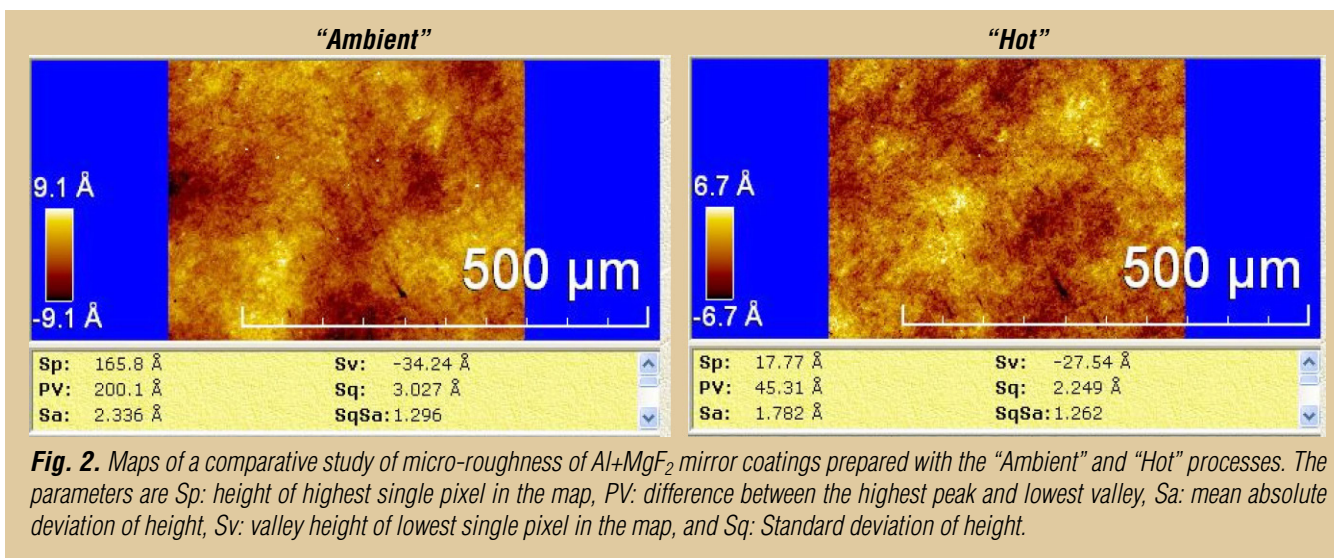 “Ambient”
“Hot”
9.1 Å
-9.1 Å
500 µm
6.7 Å
-6.7 Å
500 µm
Sp: 165.8 Å Sv: -34.24 Å
PV: 200.1 Å Sq: 3.027 Å
Sa: 2.336 Å SqSa: 1.296
Sp: 17.77 Å Sv: -27.54 Å
PV: 45.31 Å Sq: 2.249 Å
Sa: 1.782 Å SqSa: 1.262
Fig. 2. Maps of a comparative study of micro-roughness of Al+MgF₂ mirror coatings prepared with the “Ambient” and “Hot” processes. The
parameters are Sp: height of highest single pixel in the map, PV: difference between the highest peak and lowest valley, Sa: mean absolute
deviation of height, Sv: valley height of lowest single pixel in the map, and Sq: Standard deviation of height.